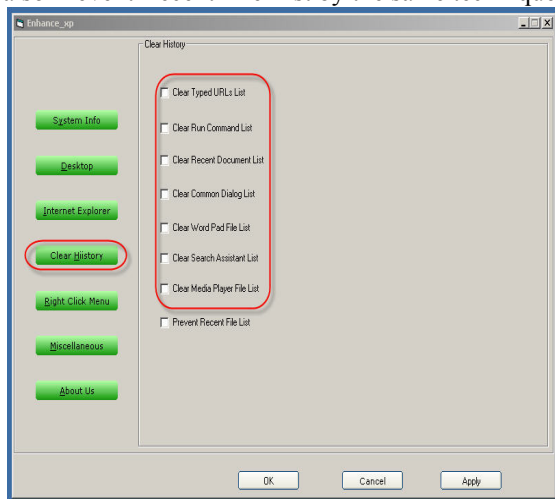 Enhance_xp
Clear History
Clear Typed URLs List
System Info
Clear Run Command List
Desktop
Clear Recent Document List
Clear Common Dialog List
Internet Explorer
Clear Word Pad File List
Clear Hiistory
Clear Search Assistant List
Clear Media Player File List
Right Click Menu
Prevent Recent File List
Miscellaneous
About Us
OK
Cancel
Apply